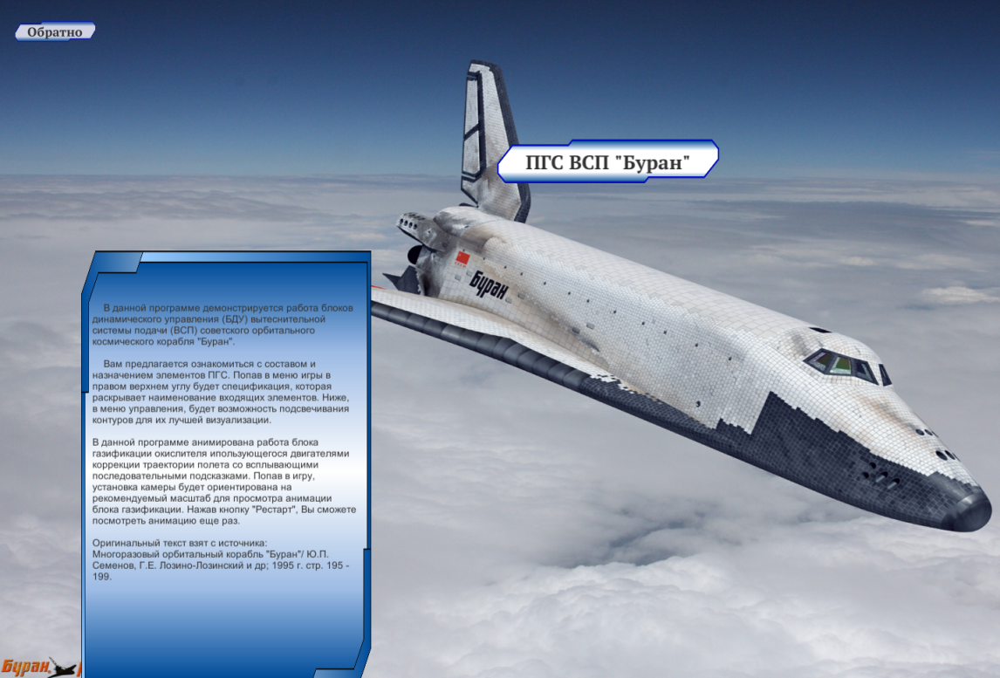 Обратно
ПГС ВСП "Буран"
Буран
В данной программе демонстрируется работа блоков
динамического управления (БДУ) вытеснительной
системы подачи (ВСП) советского орбитального
космического корабля "Буран".
Вам предлагается ознакомиться с составом и
назначением элементов ПГС. Попав в меню игры в
правом верхнем углу будет спецификация, которая
раскрывает наименование входящих элементов. Ниже,
в меню управления, будет возможность подсвечивания
контуров для их лучшей визуализации.
В данной программе анимирована работа блока
газификации окислителя ипользующегося двигателями
коррекции траектории полета со всплывающими
последовательными подсказками. Попав в игру,
установка камеры будет ориентирована на
рекомендуемый масштаб для просмотра анимации
блока газификации. Нажав кнопку "Рестарт", Вы сможете
посмотреть анимацию еще раз.
Оригинальный текст взят с источника:
Многоразовый орбитальный корабль "Буран"/ Ю.П.
Семенов, Г.Е. Лозино-Лозинский и др; 1995 г. стр. 195 -
199.
Буран